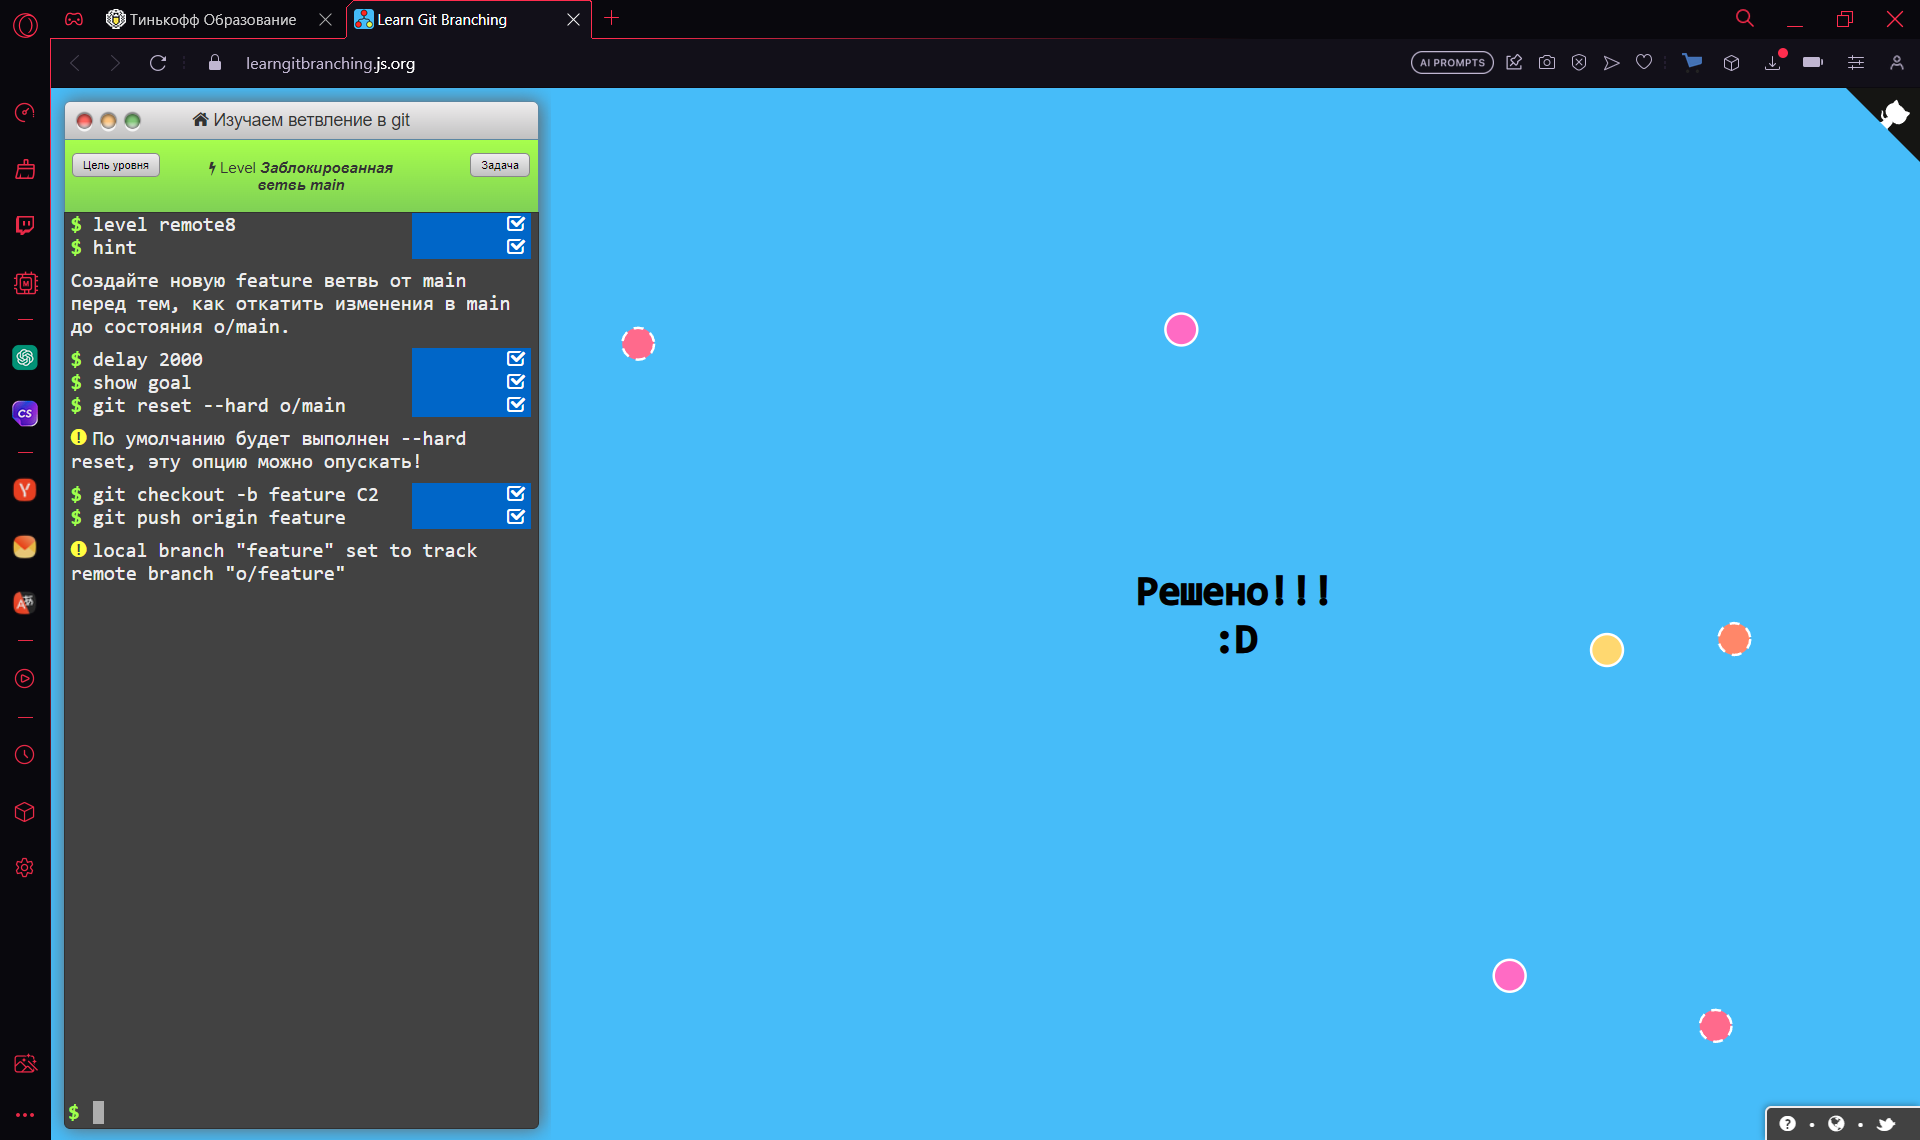 Тинькофф Образование
Learn Git Branching
learngitbranching.js.org
AI PROMPTS
Изучаем ветвление в git
Цель уровня
Level Заблокированная
ветвь main
Задача
$ level remote8
$ hint
Создайте новую feature ветвь от main
перед тем, как откатить изменения в main
до состояния o/main.
$ delay 2000
$ show goal
$ git reset --hard o/main
По умолчанию будет выполнен --hard
reset, эту опцию можно опускать!
$ git checkout -b feature C2
$ git push origin feature
local branch "feature" set to track
remote branch "o/feature"
$
Решено!!!
:D
CS
Y
M
?